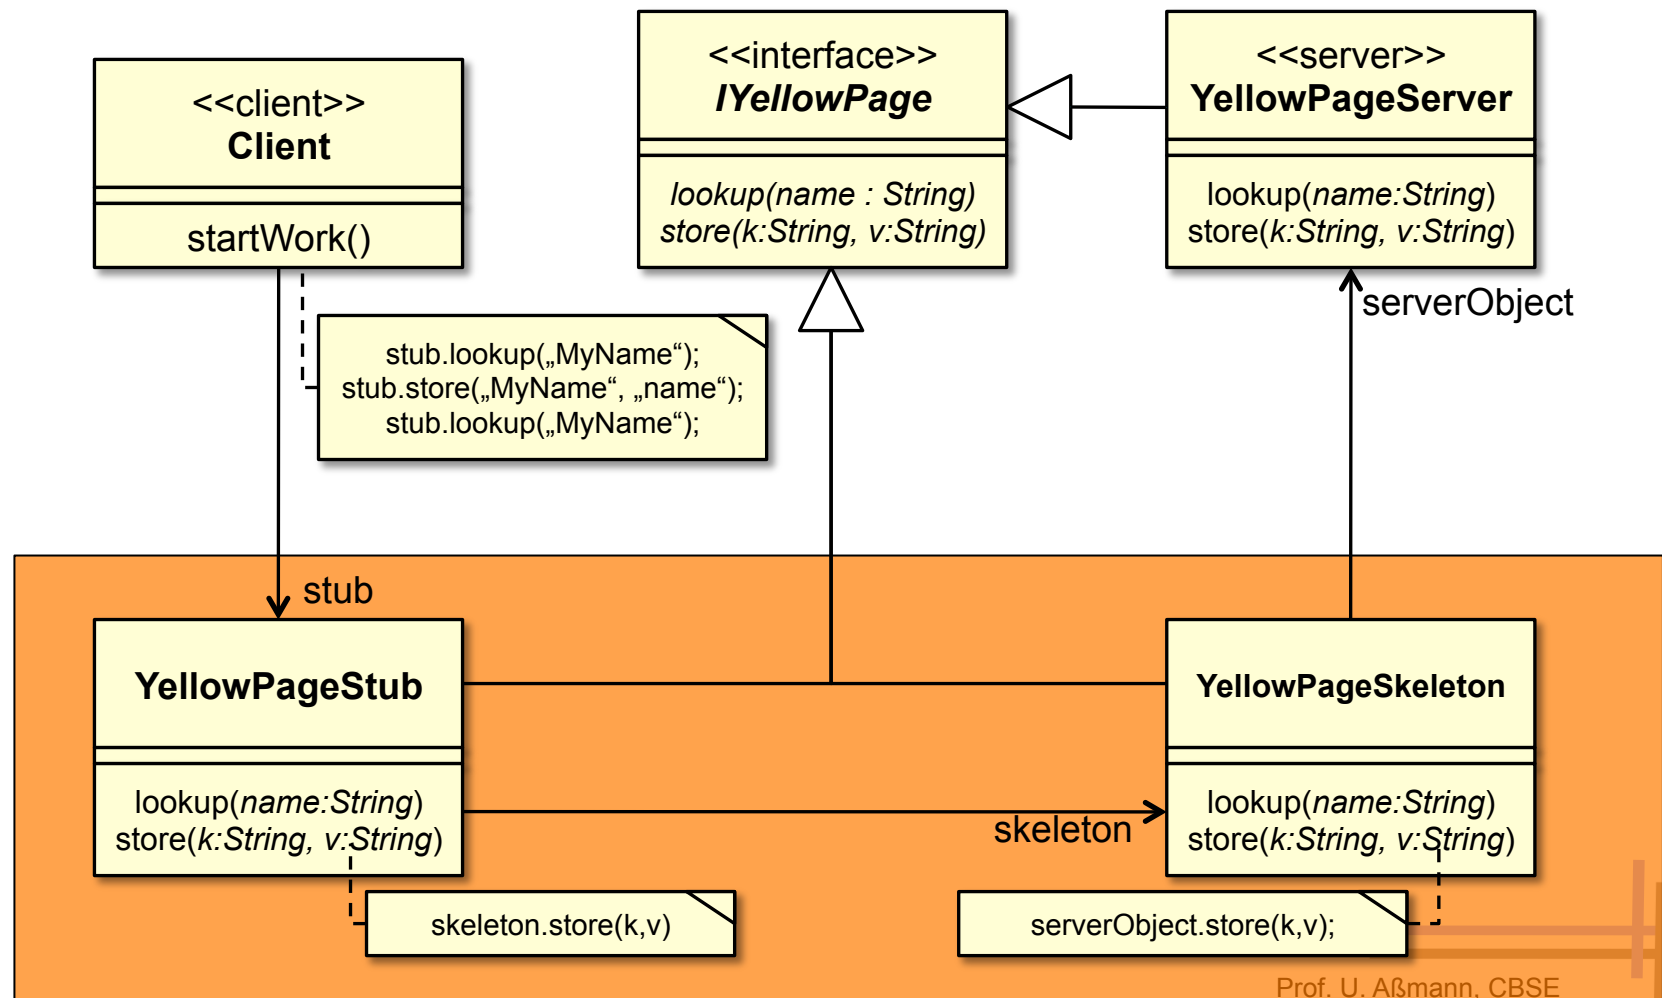 <<client>>
Client
startWork()
<<interface>>
IYellowPage
lookup(name : String)
store(k:String, v:String)
<<server>>
YellowPageServer
lookup(name:String)
store(k:String, v:String)
serverObject
stub.lookup(„MyName“);
stub.store(„MyName“, „name“);
stub.lookup(„MyName“);
stub
YellowPageStub
lookup(name:String)
store(k:String, v:String)
skeleton
YellowPageSkeleton
lookup(name:String)
store(k:String, v:String)
skeleton.store(k,v)
serverObject.store(k,v);
Prof. U. Aßmann, CBSE